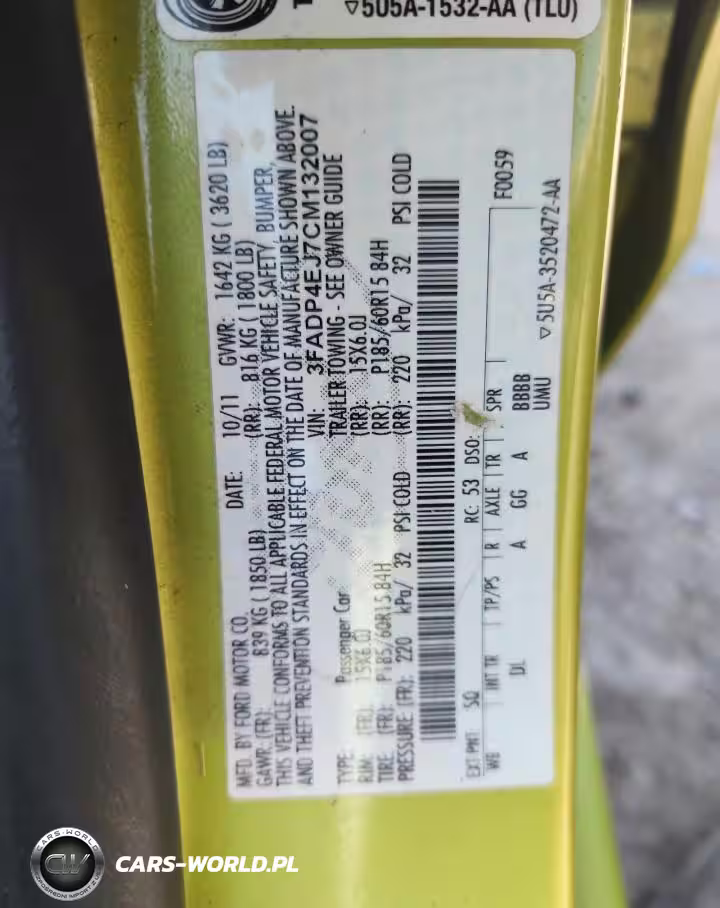 ▽5U5A-1532-AA (TLU)
MFD. BY FORD MOTOR CO.
DATE: 10/11 GVWR: 1642 KG ( 3620 LB)
GAWR: (FR): 839 KG ( 1850 LB) (RR): 816 KG ( 1800 LB)
THIS VEHICLE CONFORMS TO ALL APPLICABLE FEDERAL MOTOR VEHICLE SAFETY, BUMPER,
AND THEFT PREVENTION STANDARDS IN EFFECT ON THE DATE OF MANUFACTURE SHOWN ABOVE.
VIN: 3FADP4EJ7CM132007
TYPE: Passenger Car TRAILER TOWING - SEE OWNER GUIDE
RIM: (FR): 15X6.0J (RR): 15X6.0J
TIRE: (FR): P185/60R15 84H (RR): P185/60R15 84H
PRESSURE (FR): 220 kPa/ 32 PSI COLD (RR): 220 kPa/ 32 PSI COLD
EXT PNT: SQ RC: 53 DSO: F0059
WB INT TR TP/PS R AXLE TR SPR
DL A GG A BBBB
UMU
▽5U5A-3520472-AA
CARS-WORLD
CW
CARS-WORLD.PL